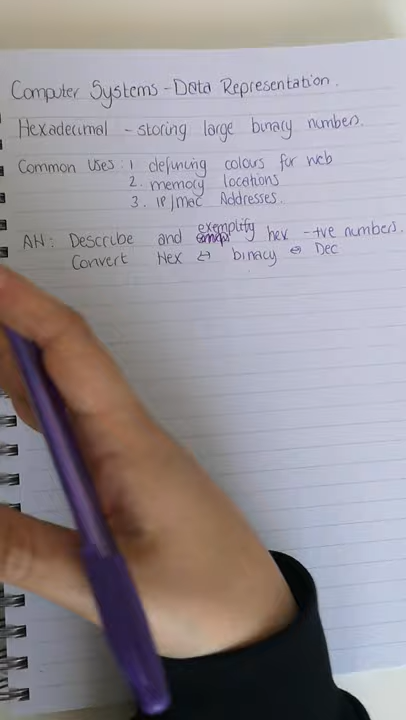 Computer Systems - Data Representation.
Hexadecimal - storing large binary numbers.
Common Uses: 1 defining colours for web
2. memory locations
3. IP/mac Addresses.
AH: Describe and exemplify hex -+ve numbers.
Convert Hex ⇔ binary ⇔ Dec